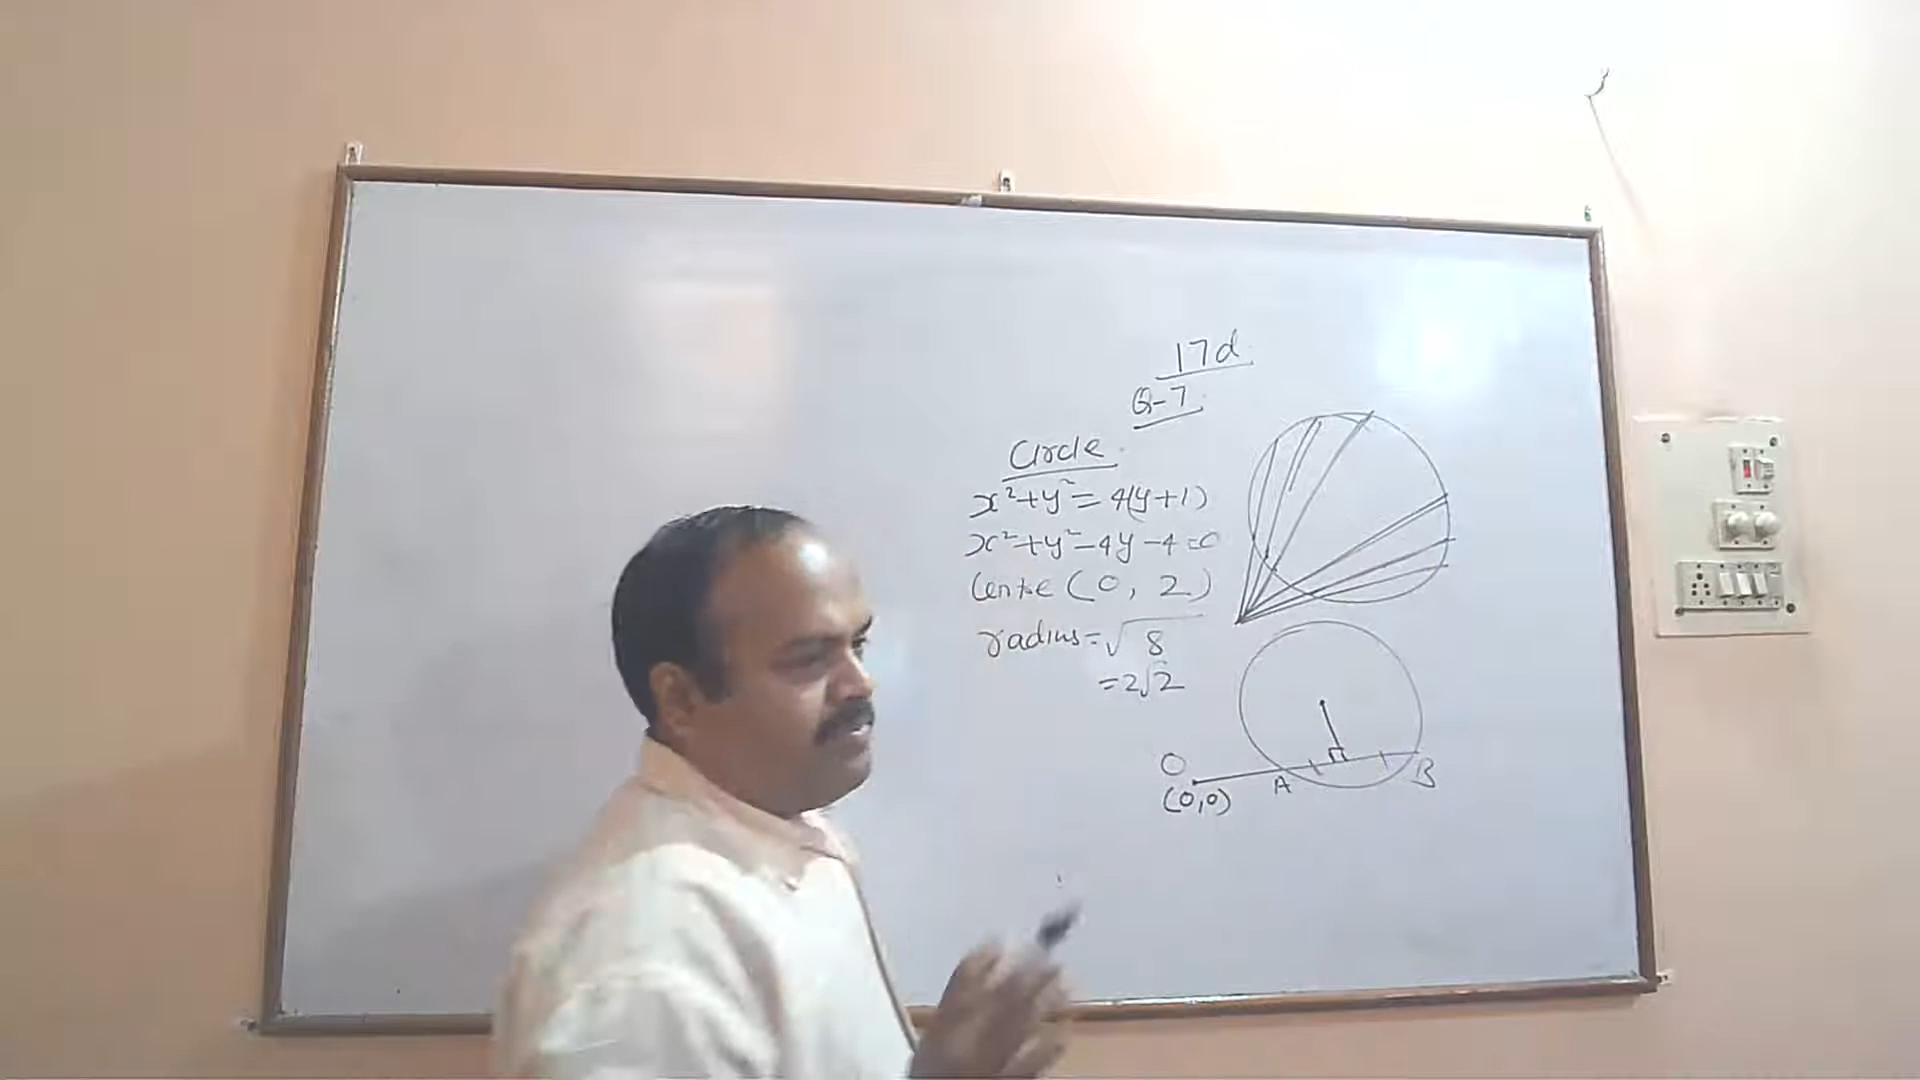 17d.
Q-7.
Circle.
x²+y²=4(y+1)
x²+y²-4y-4=0
Centre (0, 2)
radius=√8
=2√2
O
(0,0)
A
B